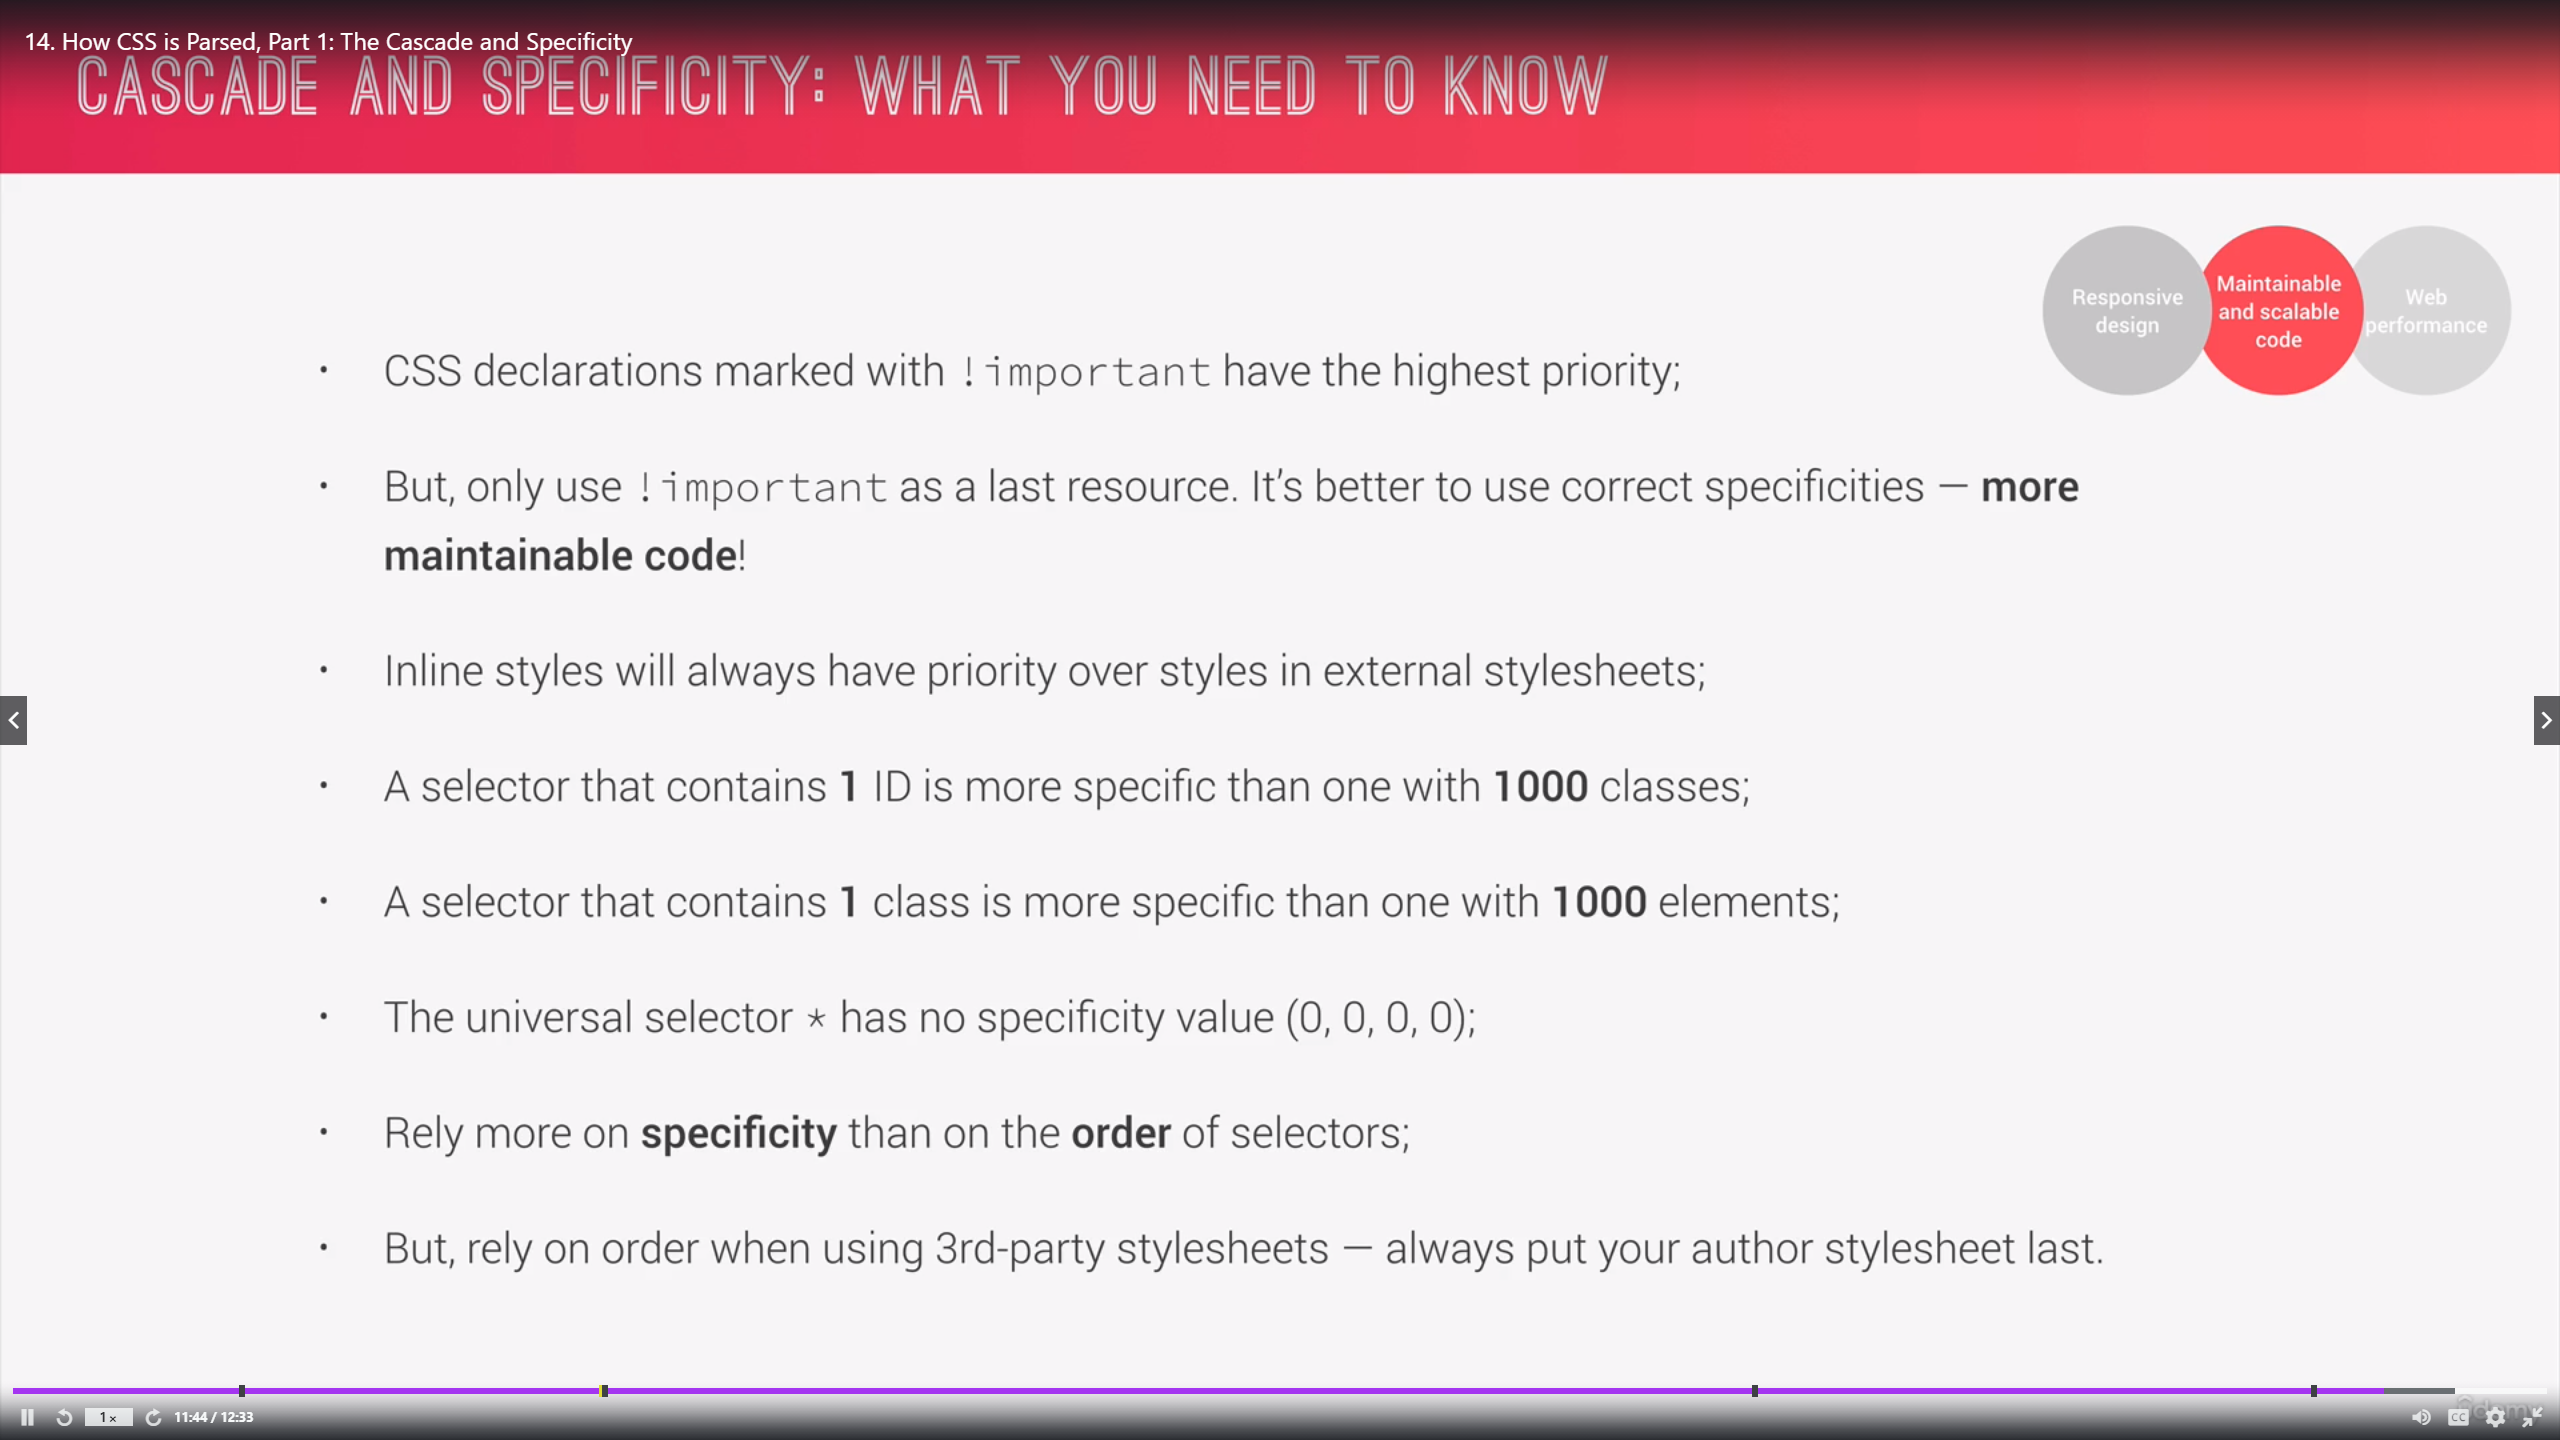 14. How CSS is Parsed, Part 1: The Cascade and Specificity
CASCADE AND SPECIFICITY: WHAT YOU NEED TO KNOW
Responsive
design
Maintainable
and scalable
code
Web
performance
• CSS declarations marked with !important have the highest priority;
• But, only use !important as a last resource. It’s better to use correct specificities — more
maintainable code!
• Inline styles will always have priority over styles in external stylesheets;
• A selector that contains 1 ID is more specific than one with 1000 classes;
• A selector that contains 1 class is more specific than one with 1000 elements;
• The universal selector * has no specificity value (0, 0, 0, 0);
• Rely more on specificity than on the order of selectors;
• But, rely on order when using 3rd-party stylesheets — always put your author stylesheet last.
1× 11:44 / 12:33
CC